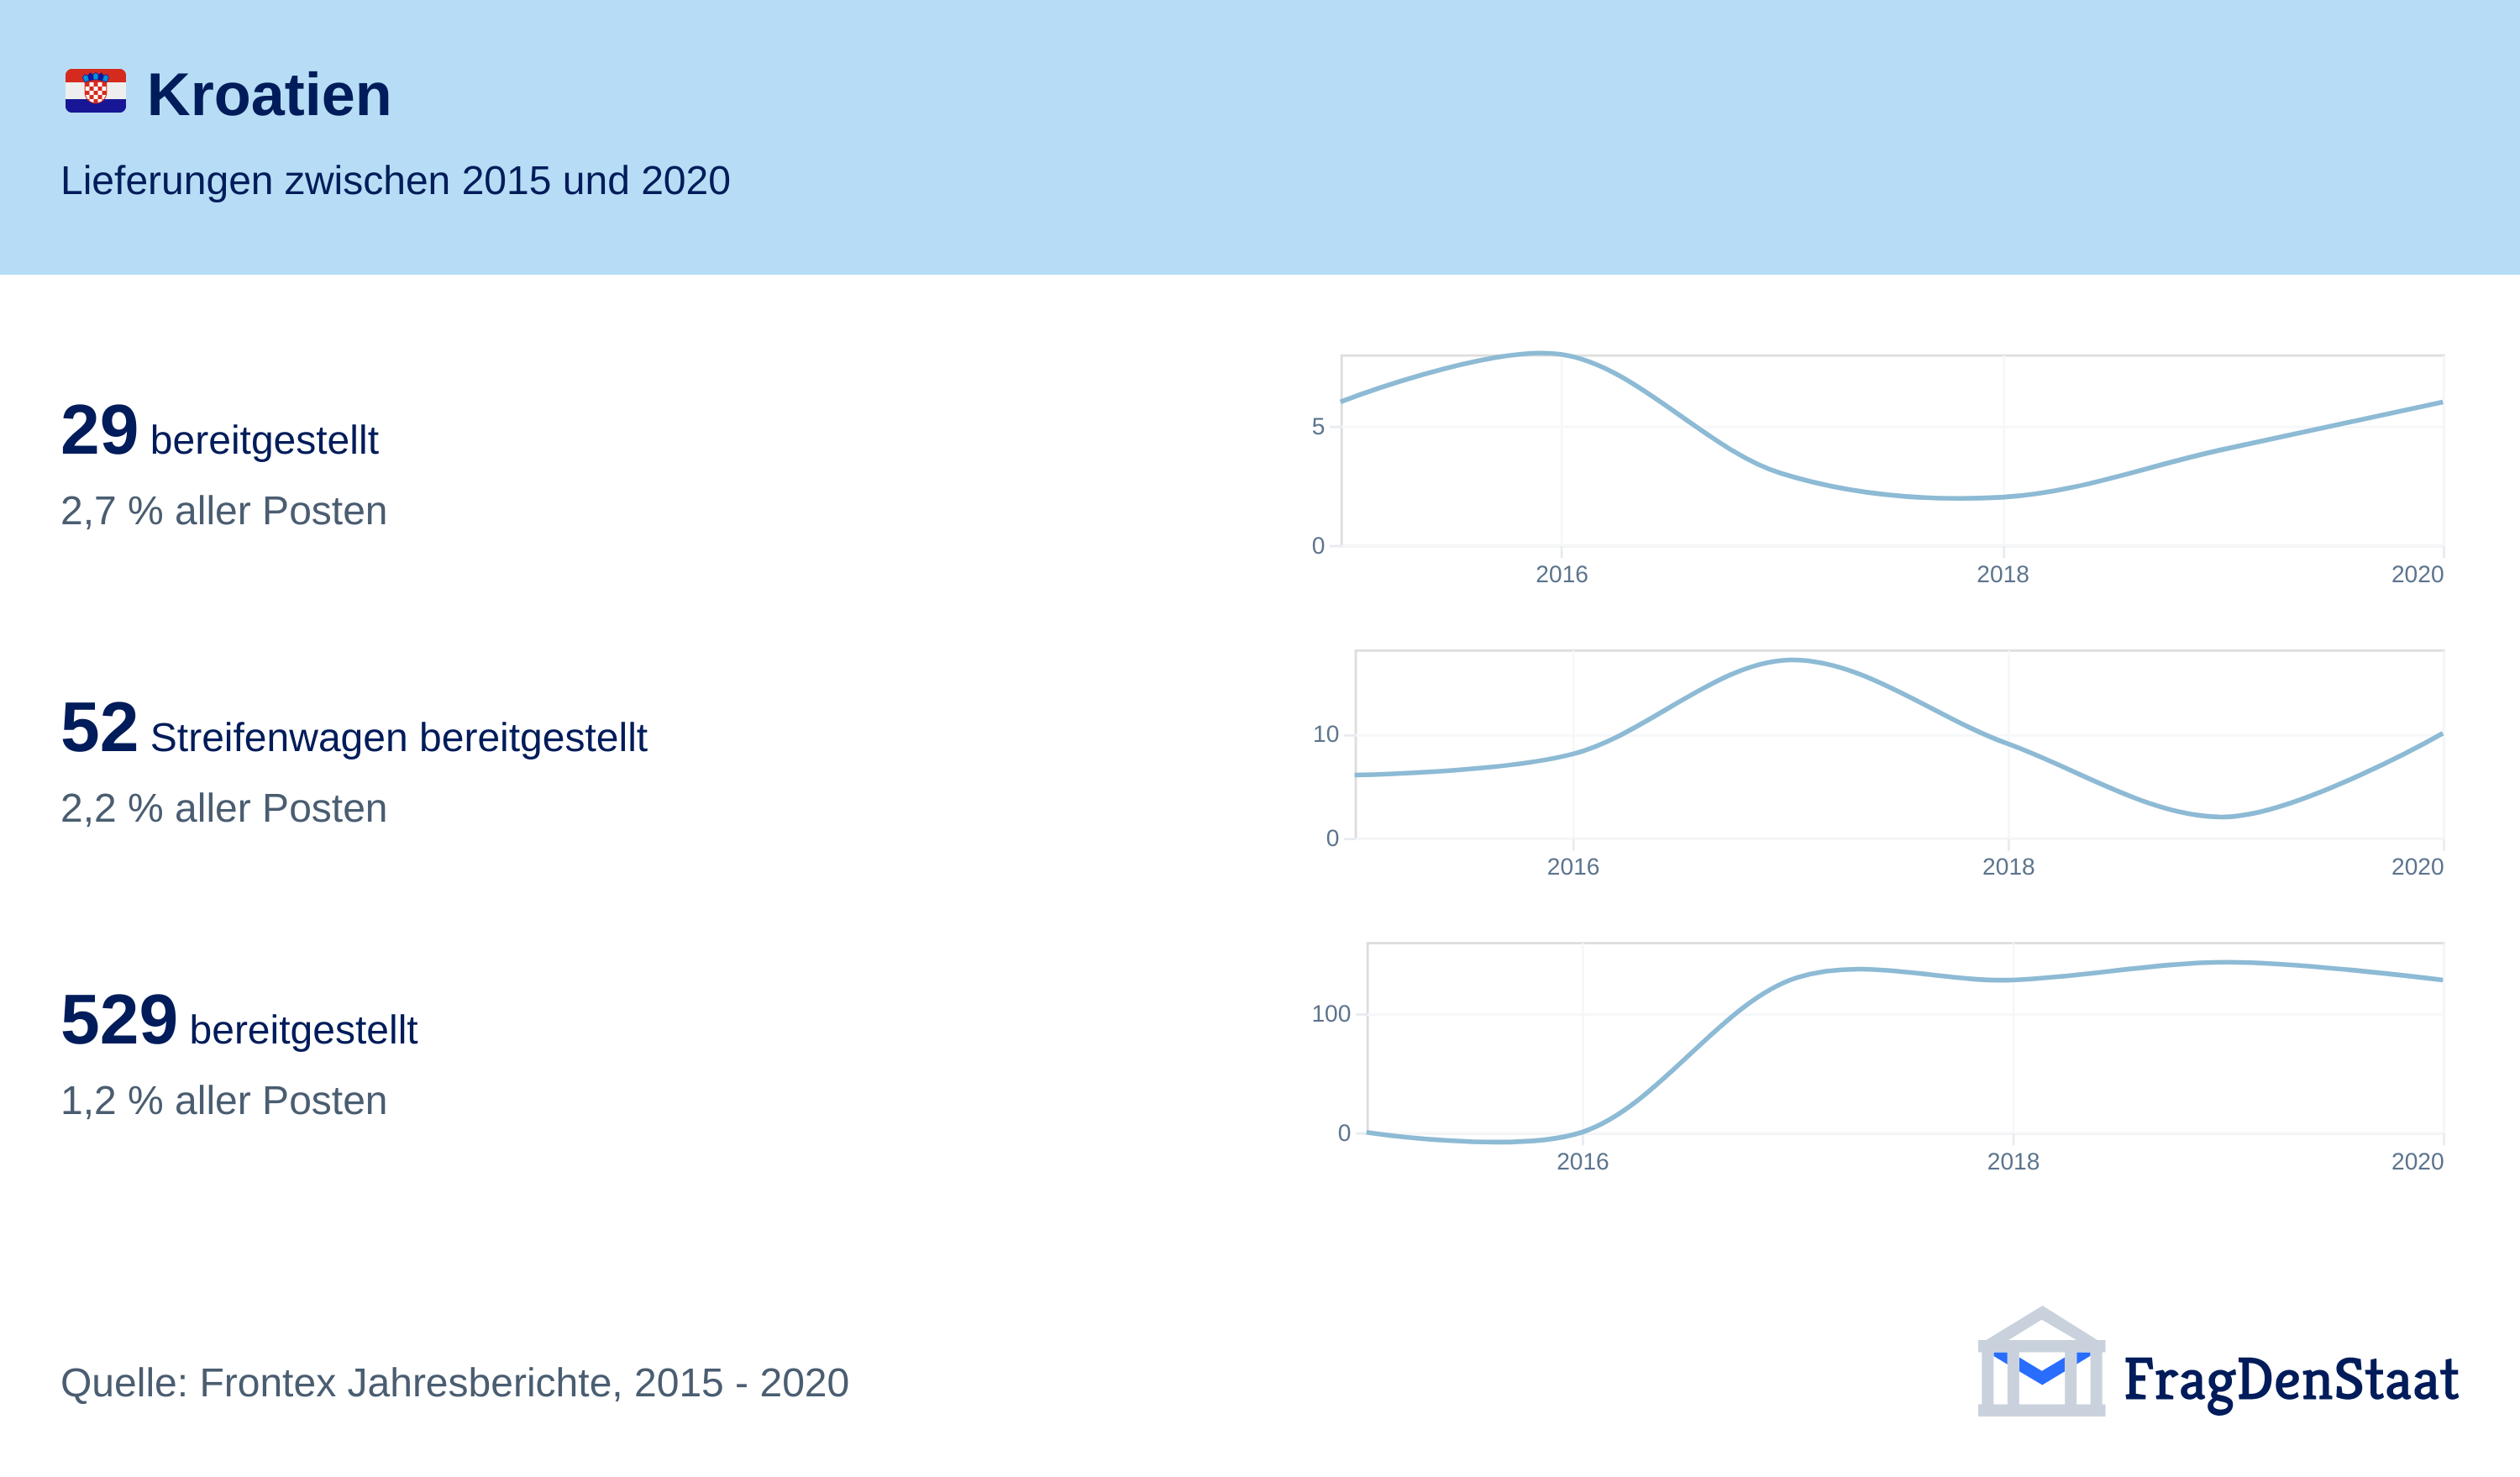 Kroatien
Lieferungen zwischen 2015 und 2020
29 bereitgestellt
2,7 % aller Posten
5
0
2016 2018 2020
52 Streifenwagen bereitgestellt
2,2 % aller Posten
10
0
2016 2018 2020
529 bereitgestellt
1,2 % aller Posten
100
0
2016 2018 2020
Quelle: Frontex Jahresberichte, 2015 - 2020
FragDenStaat